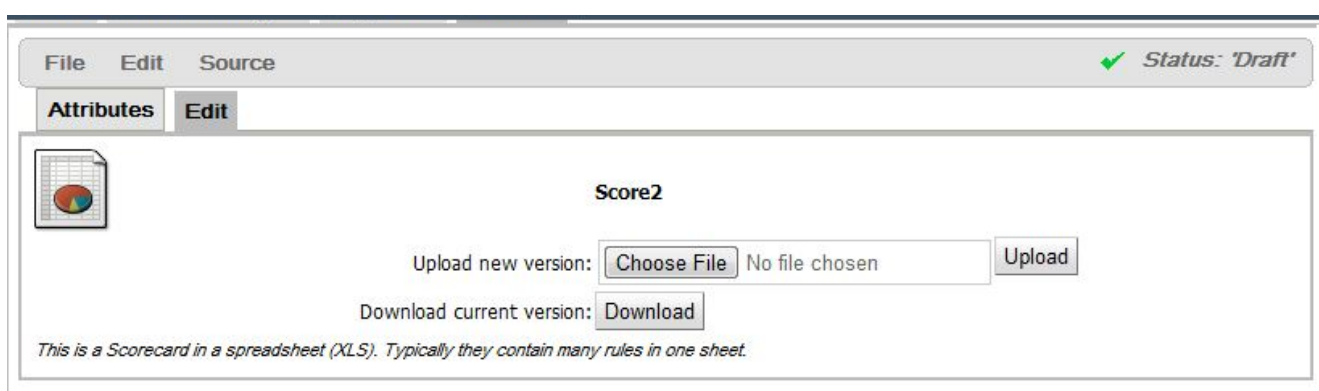 File Edit Source Status: 'Draft'
Attributes Edit
Score2
Upload new version: Choose File No file chosen Upload
Download current version: Download
This is a Scorecard in a spreadsheet (XLS). Typically they contain many rules in one sheet.